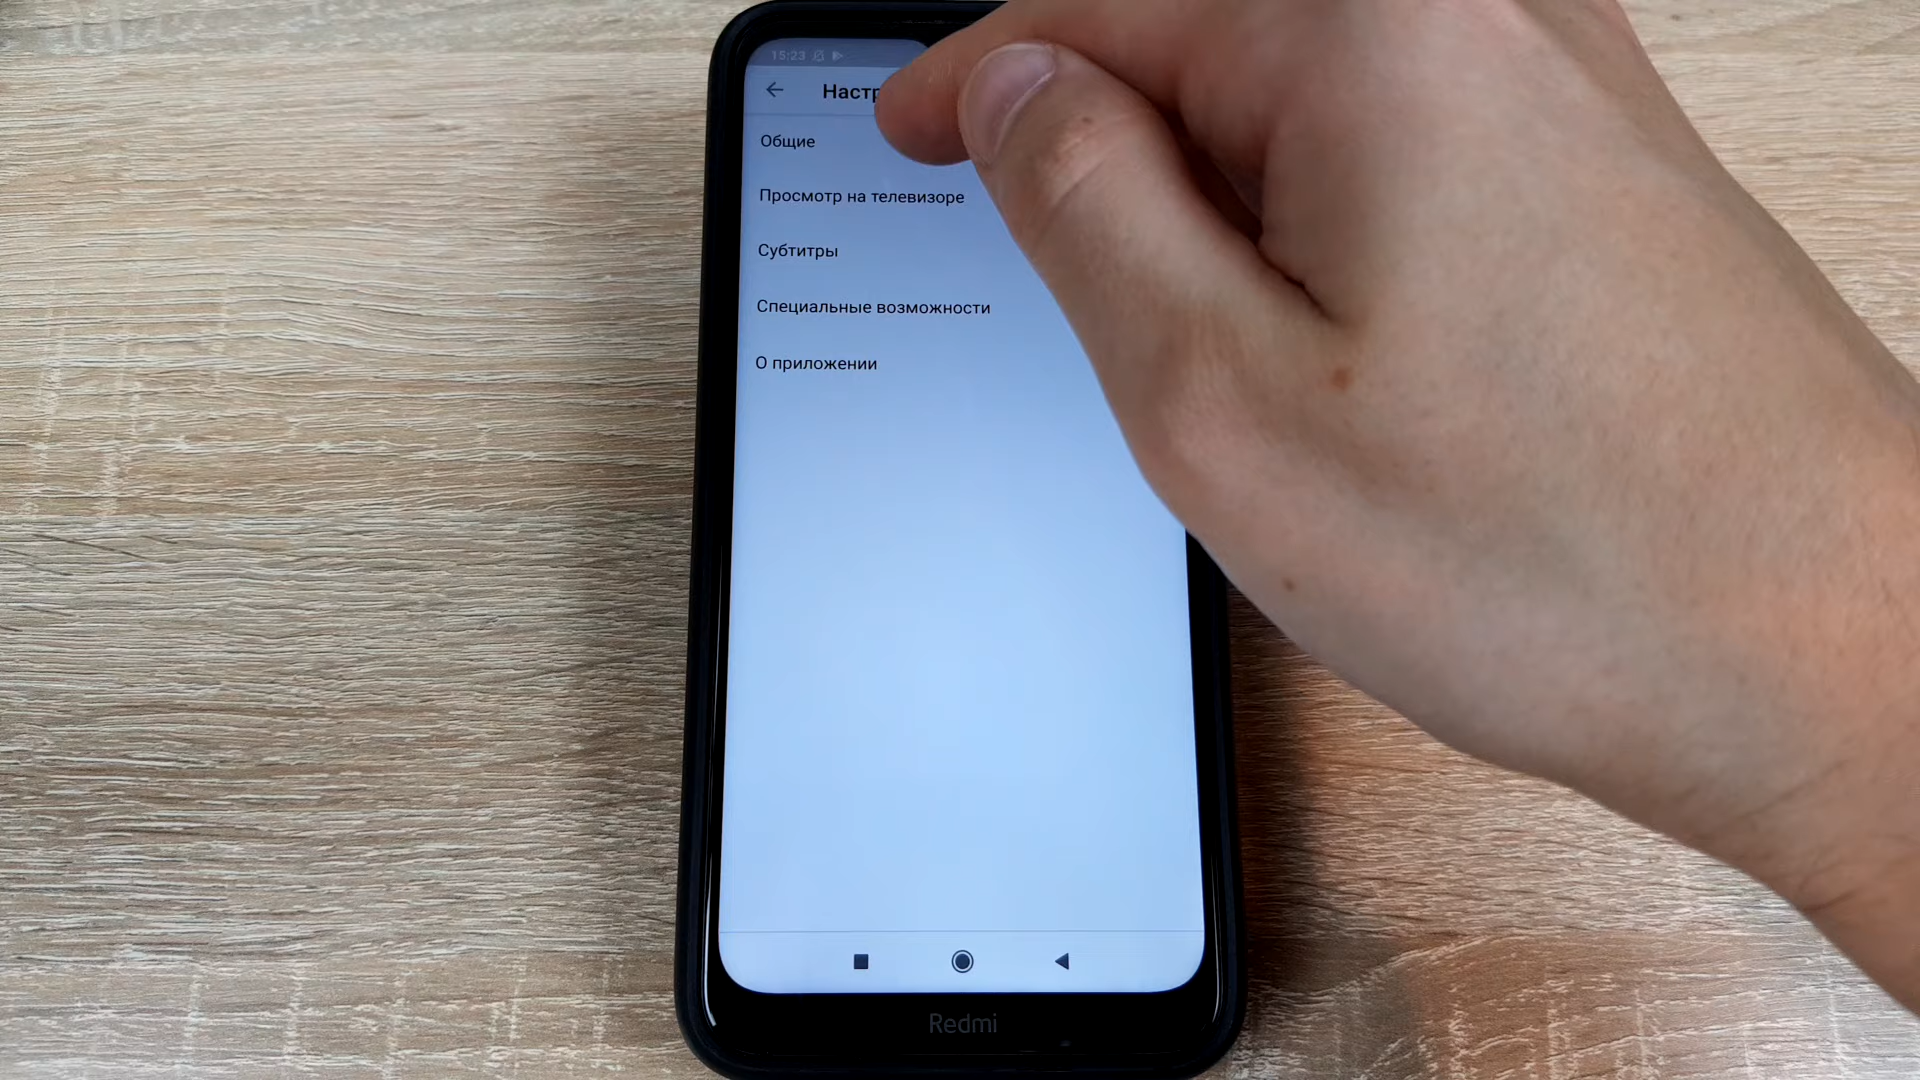 15:23
Настр
Общие
Просмотр на телевизоре
Субтитры
Специальные возможности
О приложении
Redmi